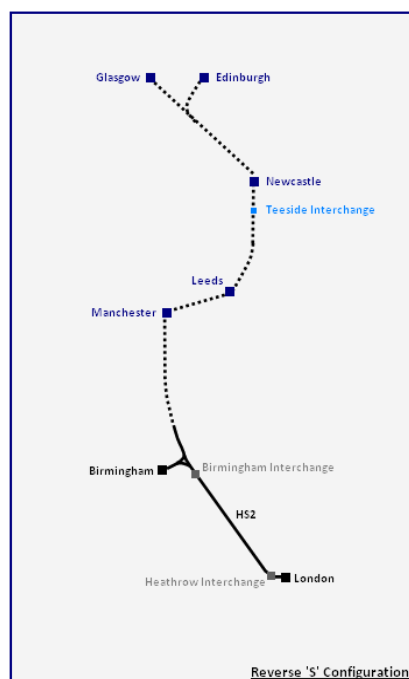 Glasgow
Edinburgh
Newcastle
Teeside Interchange
Leeds
Manchester
Birmingham
Birmingham Interchange
HS2
Heathrow Interchange
London
Reverse 'S' Configuration